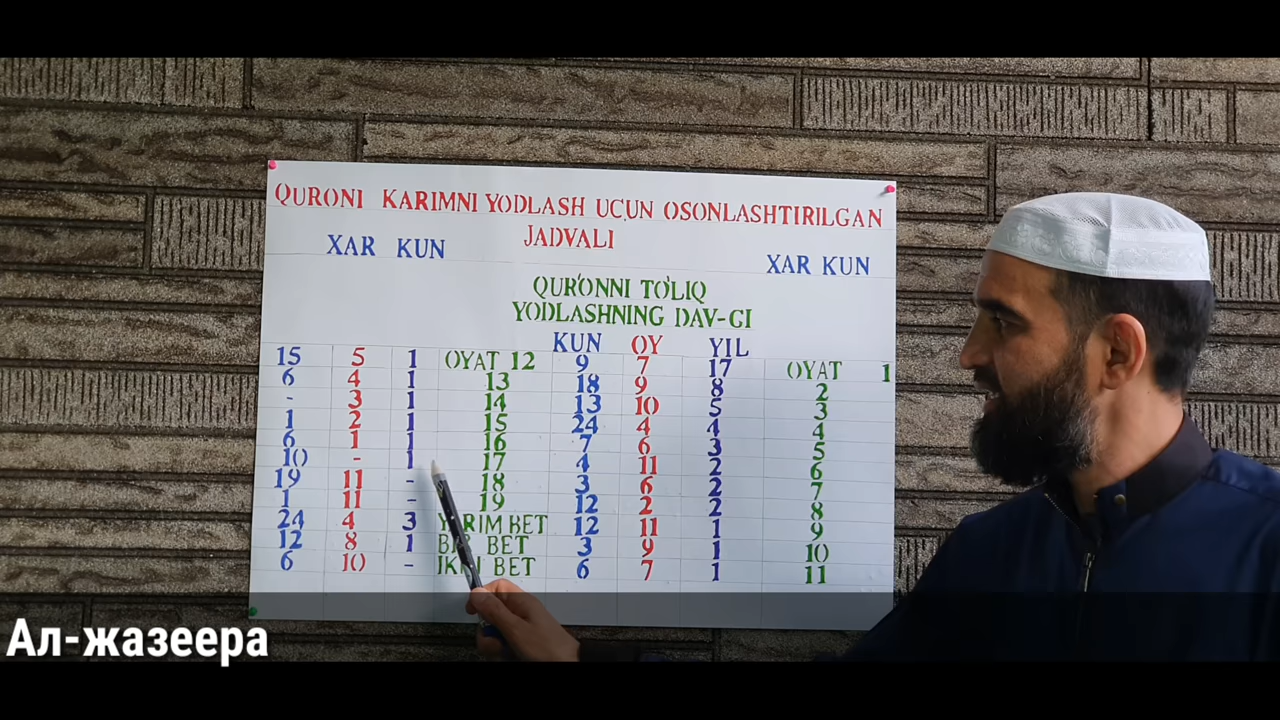 QURONI KARIMNI YODLASH UÇUN OSONLASHTIRILGAN
JADVALI
XAR KUN
XAR KUN
QUR'ONNI TO'LIQ
YODLASHNING DAV-GI
KUN OY YIL
15 5 1 OYAT 12 9 7 17 OYAT 1
6 4 1 13 18 9 8 2
- 3 1 14 13 10 5 3
1 2 1 15 24 4 4 4
6 1 1 16 7 6 3 5
10 - 1 17 4 11 2 6
19 11 - 18 3 6 2 7
1 11 - 19 12 2 2 8
24 4 3 YARIM BET 12 11 1 9
12 8 1 BIR BET 3 9 1 10
6 10 - IKKI BET 6 7 1 11
Ал-жазеера